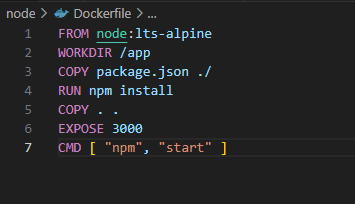 node > Dockerfile > ...
1 FROM node:lts-alpine
2 WORKDIR /app
3 COPY package.json ./
4 RUN npm install
5 COPY . .
6 EXPOSE 3000
7 CMD [ "npm", "start" ]